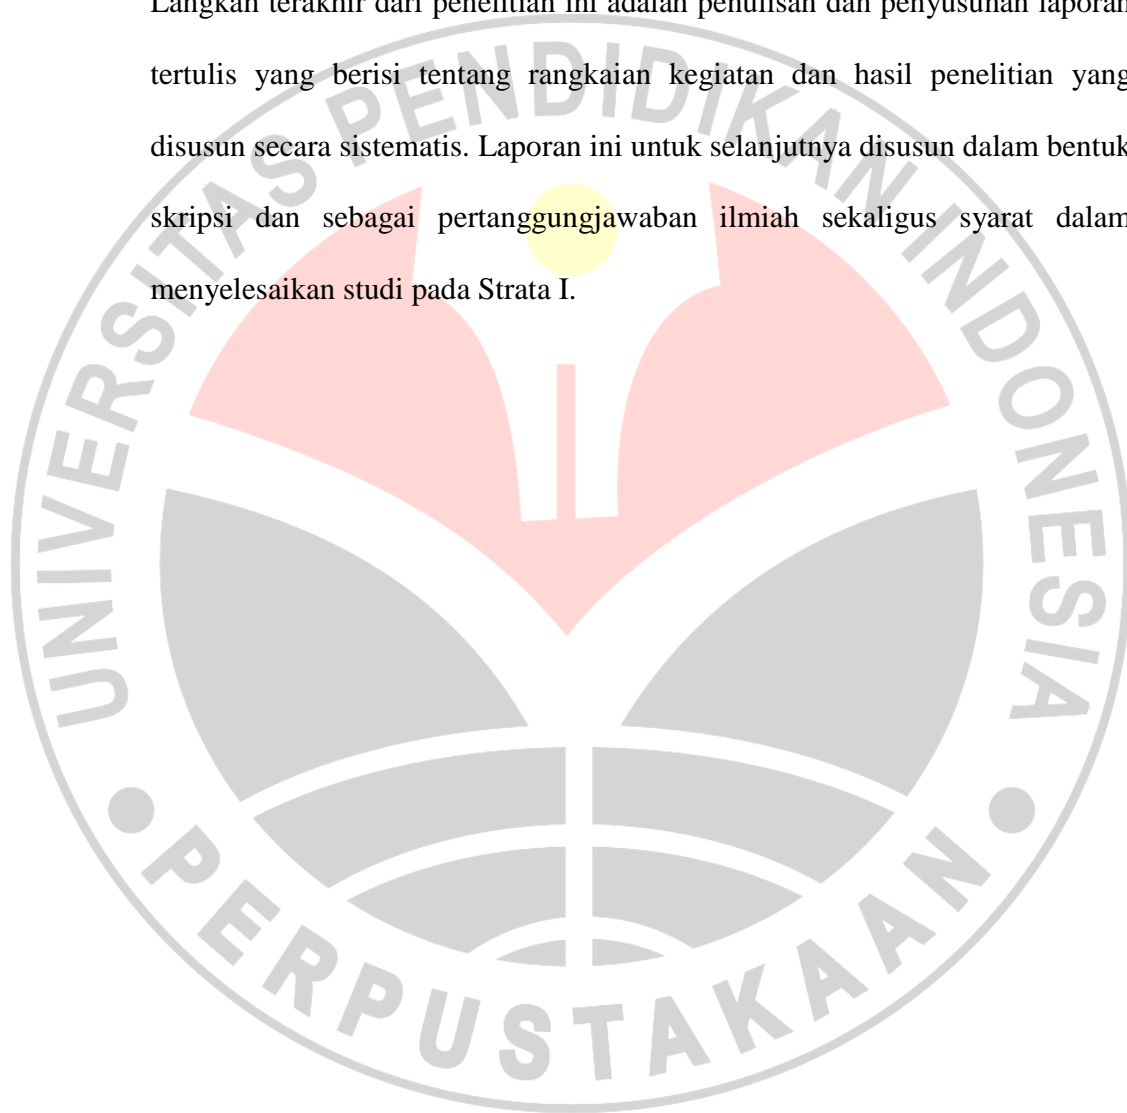 Langkah terakhir dari penelitian ini adalah penulisan dan penyusunan laporan
tertulis yang berisi tentang rangkaian kegiatan dan hasil penelitian yang
disusun secara sistematis. Laporan ini untuk selanjutnya disusun dalam bentuk
skripsi dan sebagai pertanggungjawaban ilmiah sekaligus syarat dalam
menyelesaikan studi pada Strata I.
UNIVERSITAS PENDIDIKAN INDONESIA
PERPUSTAKAAN